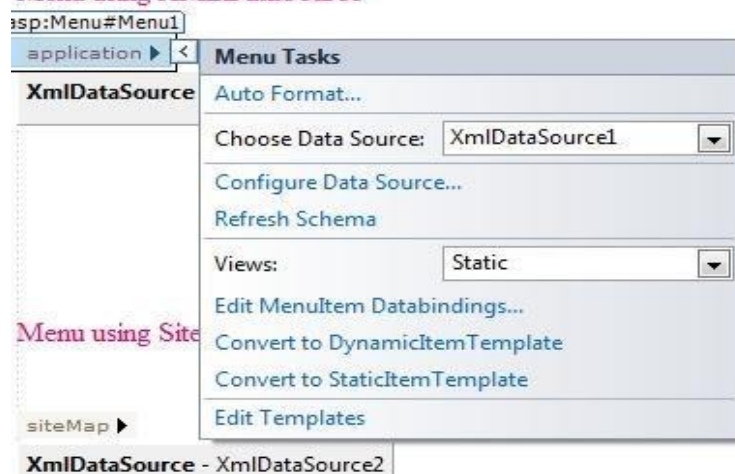 asp:Menu#Menu1
application
Menu Tasks
XmlDataSource
Auto Format...
Choose Data Source: XmlDataSource1
Configure Data Source...
Refresh Schema
Views: Static
Edit MenuItem Databindings...
Menu using Site
Convert to DynamicItemTemplate
Convert to StaticItemTemplate
siteMap
Edit Templates
XmlDataSource - XmlDataSource2